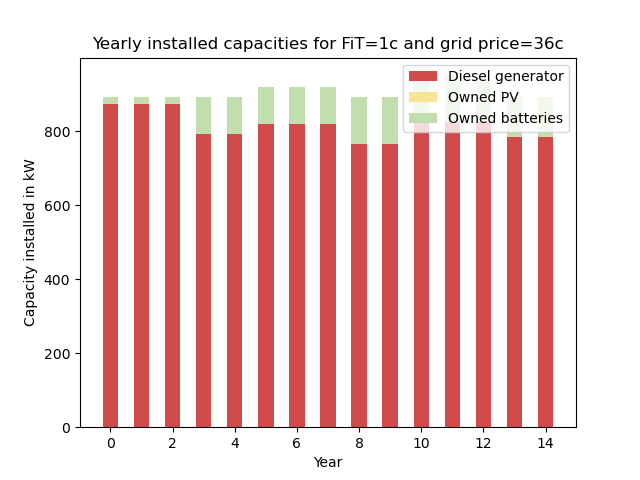 Yearly installed capacities for FiT=1c and grid price=36c
Diesel generator
Owned PV
Owned batteries
Capacity installed in kW
800
600
400
200
0
0 2 4 6 8 10 12 14
Year